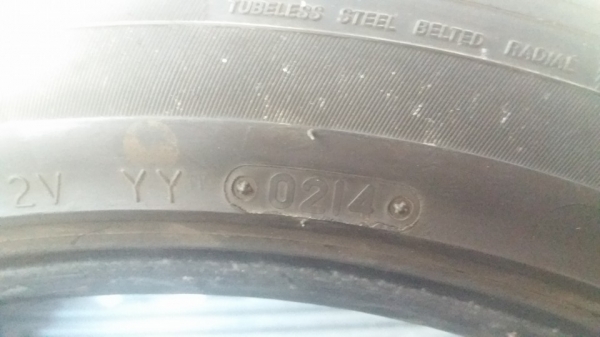 TUBELESS STEEL BELTED RADIAL
2V YY 0214